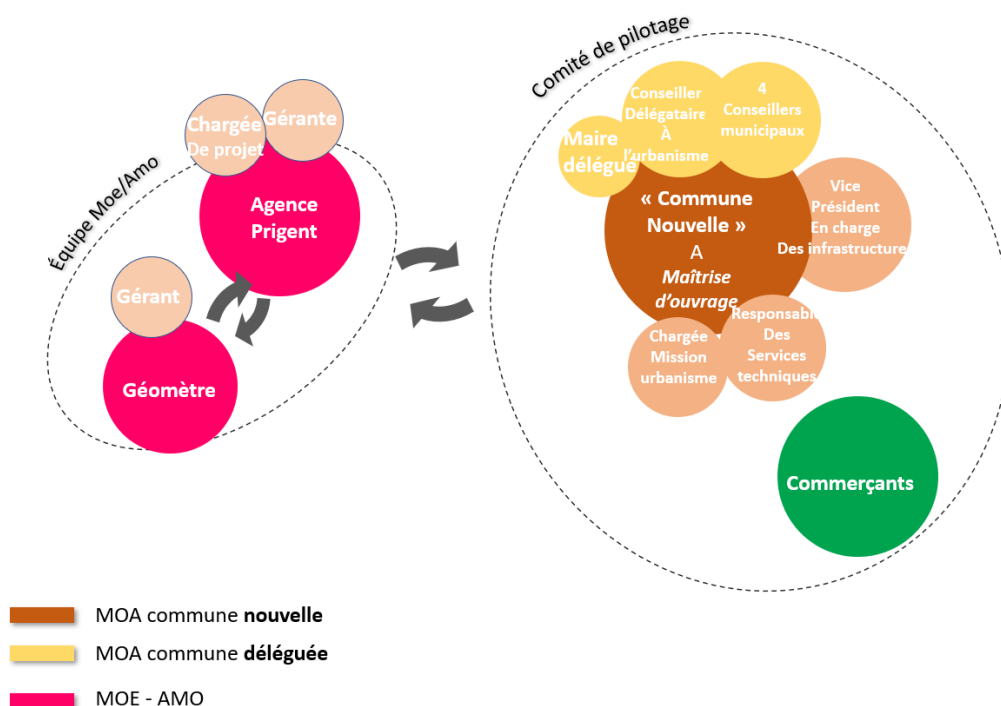 Comité de pilotage
Équipe Moe/Amo
Chargée
De projet
Gérante
Agence
Prigent
Gérant
Géomètre
Maire
délégué
Conseiller
Délégataire
À
l'urbanisme
4
Conseillers
municipaux
« Commune
Nouvelle »
A
Maîtrise
d'ouvrage
Vice
Président
En charge
Des infrastructure
Chargée
Mission
urbanisme
Responsable
Des
Services
techniques
Commerçants
MOA commune nouvelle
MOA commune déléguée
MOE - AMO